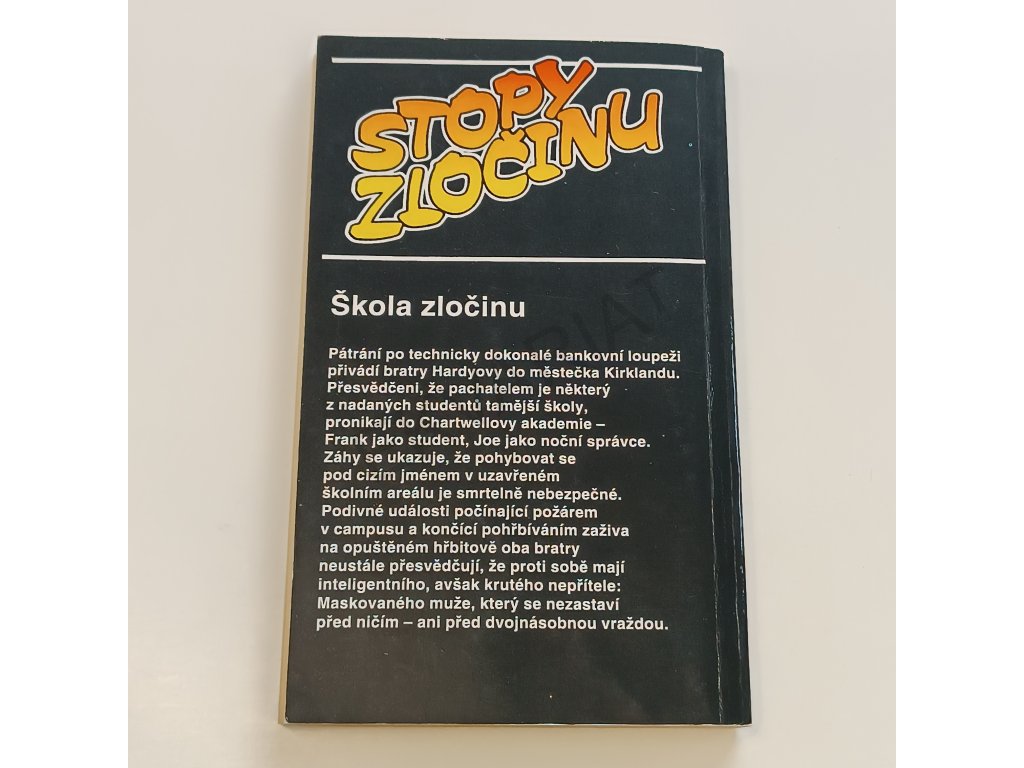 STOPY
ZLOČINU
Škola zločinu
Pátrání po technicky dokonalé bankovní loupeži
přivádí bratry Hardyovy do městečka Kirklandu.
Přesvědčeni, že pachatelem je některý
z nadaných studentů tamější školy,
pronikají do Chartwellovy akademie –
Frank jako student, Joe jako noční správce.
Záhy se ukazuje, že pohybovat se
pod cizím jménem v uzavřeném
školním areálu je smrtelně nebezpečné.
Podivné události počínající požárem
v campusu a končící pohřbíváním zaživa
na opuštěném hřbitově oba bratry
neustále přesvědčují, že proti sobě mají
inteligentního, avšak krutého nepřítele:
Maskovaného muže, který se nezastaví
před ničím – ani před dvojnásobnou vraždou.